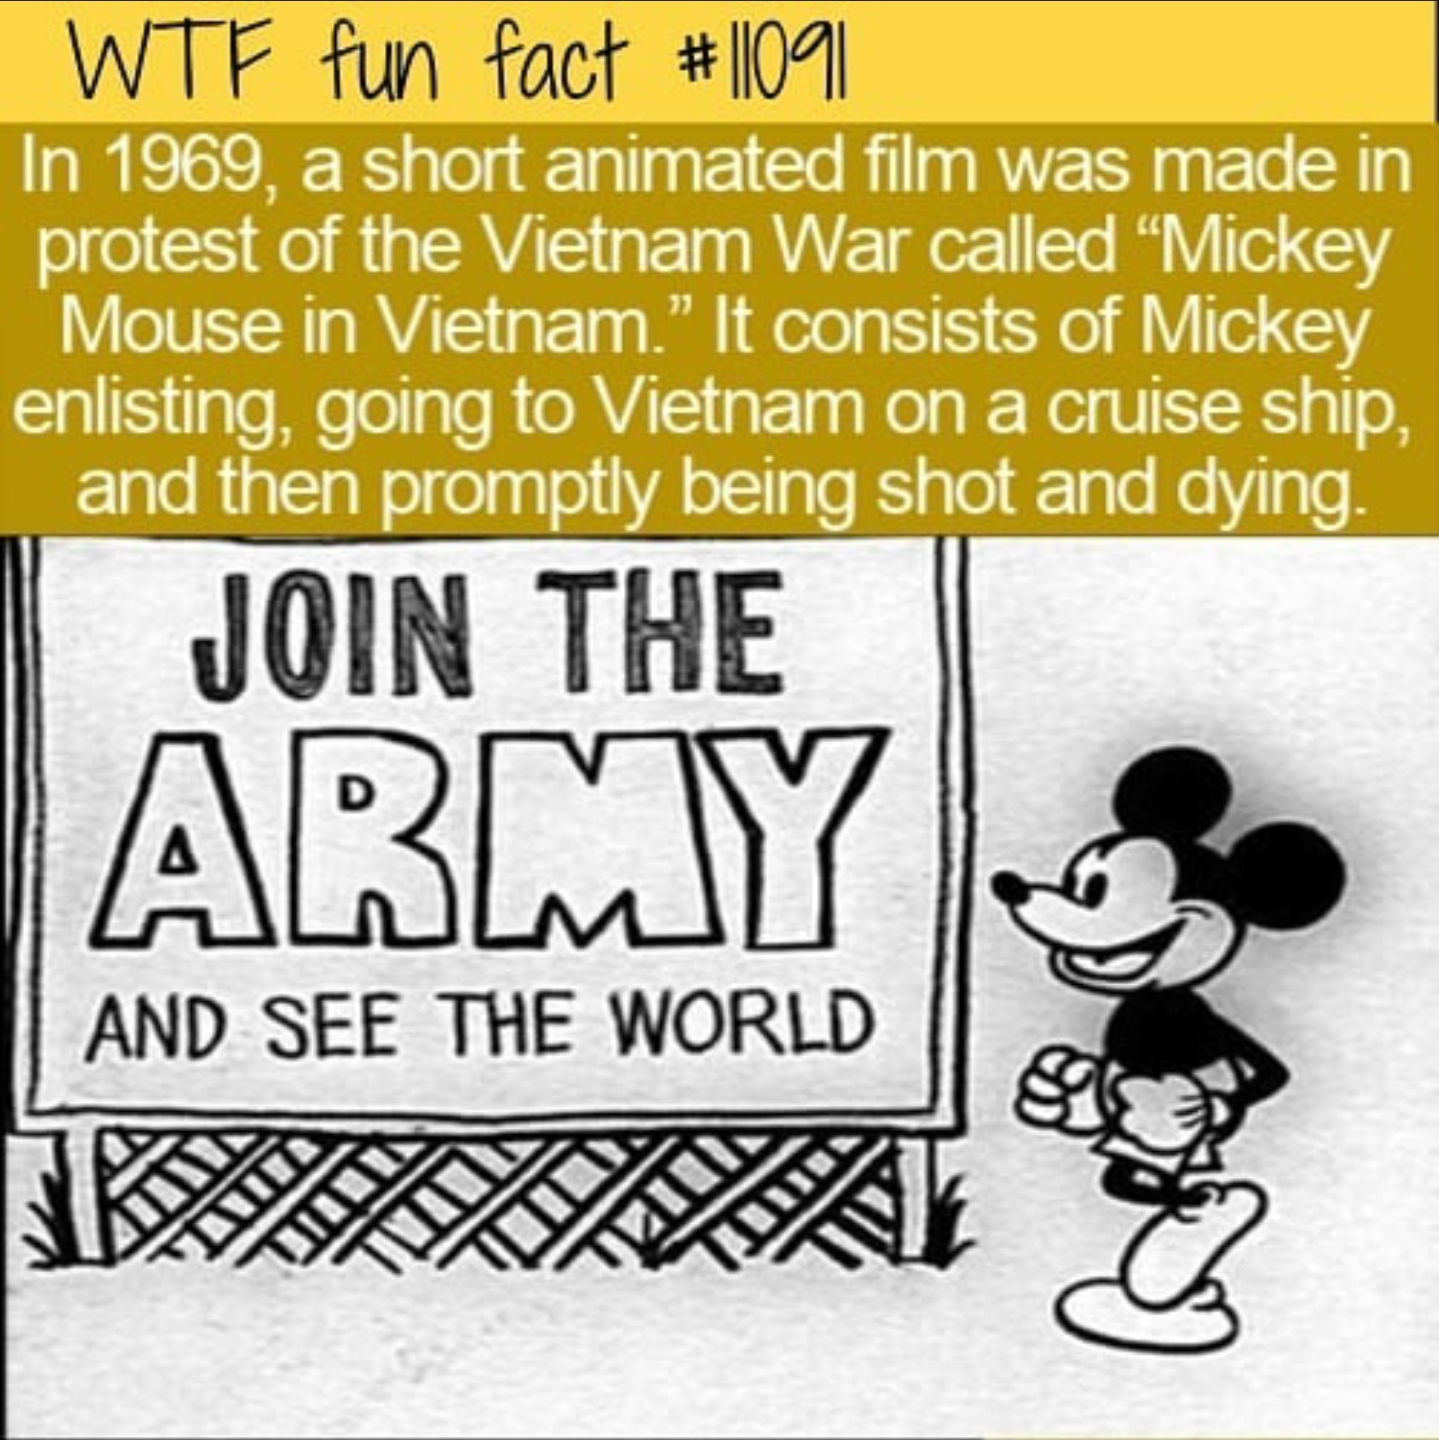 WTF fun fact #11091
In 1969, a short animated film was made in
protest of the Vietnam War called “Mickey
Mouse in Vietnam.” It consists of Mickey
enlisting, going to Vietnam on a cruise ship,
and then promptly being shot and dying.
JOIN THE
ARMY
AND SEE THE WORLD